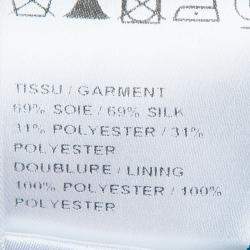 TISSU / GARMENT
69% SOIE / 69% SILK
31% POLYESTER / 31%
POLYESTER
DOUBLURE / LINING
100% POLYESTER / 100%
POLYESTER